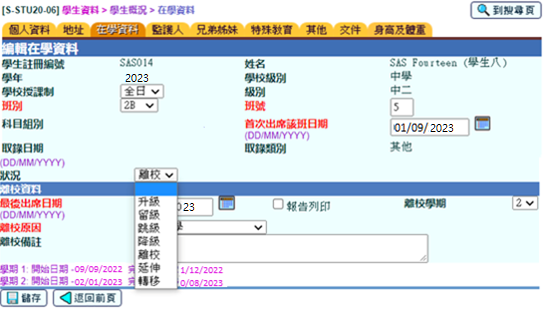 [S-STU20-06] 學生資料 > 學生概況 > 在學資料
到搜尋頁
個人資料 地址 在學資料 監護人 兄弟姊妹 特殊教育 其他 文件 身高及體重
編輯在學資料
學生註冊編號 SAS014 姓名 SAS Fourteen (學生八)
學年 2023 學校級別 中學
學校授課制 全日 級別 中二
班別 2B 班號 5
科目組別 首次出席該班日期 01/09/2023
(DD/MM/YYYY)
取錄日期 取錄類別 其他
(DD/MM/YYYY)
狀況 離校
離校資料
最後出席日期 023 報告列印 離校學期 2
(DD/MM/YYYY)
離校原因
離校備註
升級
留級
跳級
降級
離校
延伸
轉移
學期 1: 開始日期 -09/09/2022 1/12/2022
學期 2: 開始日期 -02/01/2023 0/08/2023
儲存 返回前頁